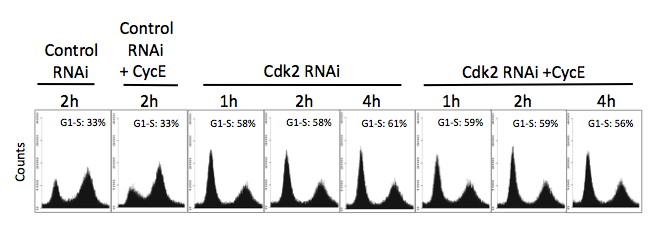 Control
RNAi
Control
RNAi
+ CycE
Cdk2 RNAi
Cdk2 RNAi +CycE
2h
2h
1h
2h
4h
1h
2h
4h
G1-S: 33%
G1-S: 33%
G1-S: 58%
G1-S: 58%
G1-S: 61%
G1-S: 59%
G1-S: 59%
G1-S: 56%
Counts